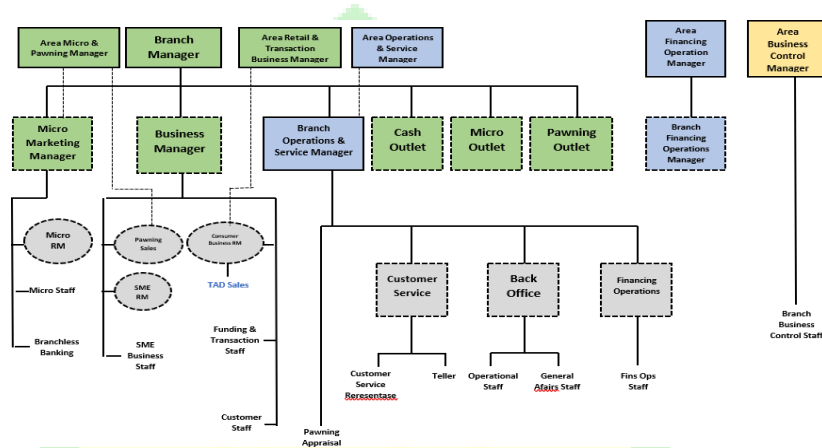 Area Micro &
Pawning Manager
Branch
Manager
Area Retail &
Transaction
Business Manager
Area Operations
& Service
Manager
Area
Financing
Operation
Manager
Area
Business
Control
Manager
Micro
Marketing
Manager
Business
Manager
Branch
Operations &
Service Manager
Cash
Outlet
Micro
Outlet
Pawning
Outlet
Branch
Financing
Operations
Manager
Micro
RM
Pawning
Sales
Consumer
Business RM
Micro Staff
SME
RM
TAD Sales
Customer
Service
Back
Office
Financing
Operations
Branch
Business
Control Staff
Branchless
Banking
SME
Business
Staff
Funding &
Transaction
Staff
Customer
Service
Reresentase
Teller
Operational
Staff
General
Afairs Staff
Fins Ops
Staff
Customer
Staff
Pawning
Appraisal